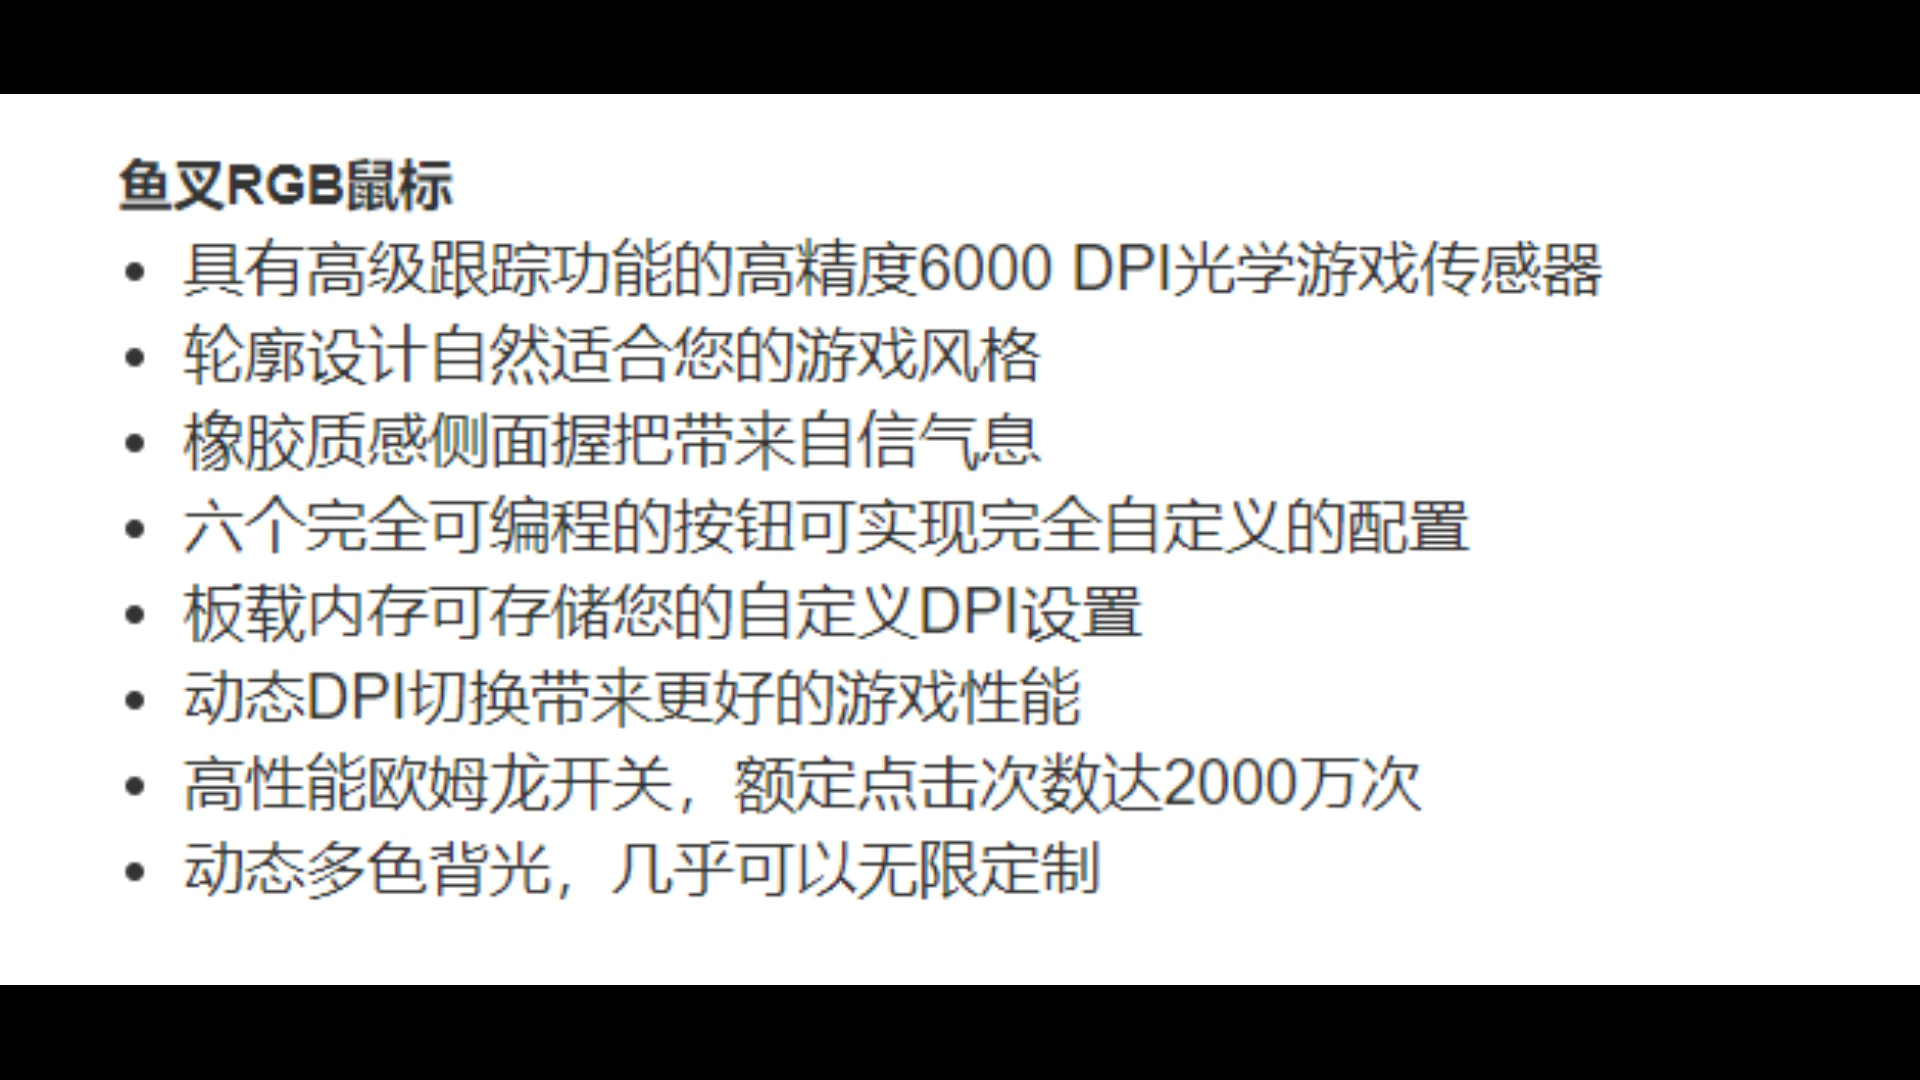 鱼叉RGB鼠标
• 具有高级跟踪功能的高精度6000 DPI光学游戏传感器
• 轮廓设计自然适合您的游戏风格
• 橡胶质感侧面握把带来自信气息
• 六个完全可编程的按钮可实现完全自定义的配置
• 板载内存可存储您的自定义DPI设置
• 动态DPI切换带来更好的游戏性能
• 高性能欧姆龙开关，额定点击次数达2000万次
• 动态多色背光，几乎可以无限定制